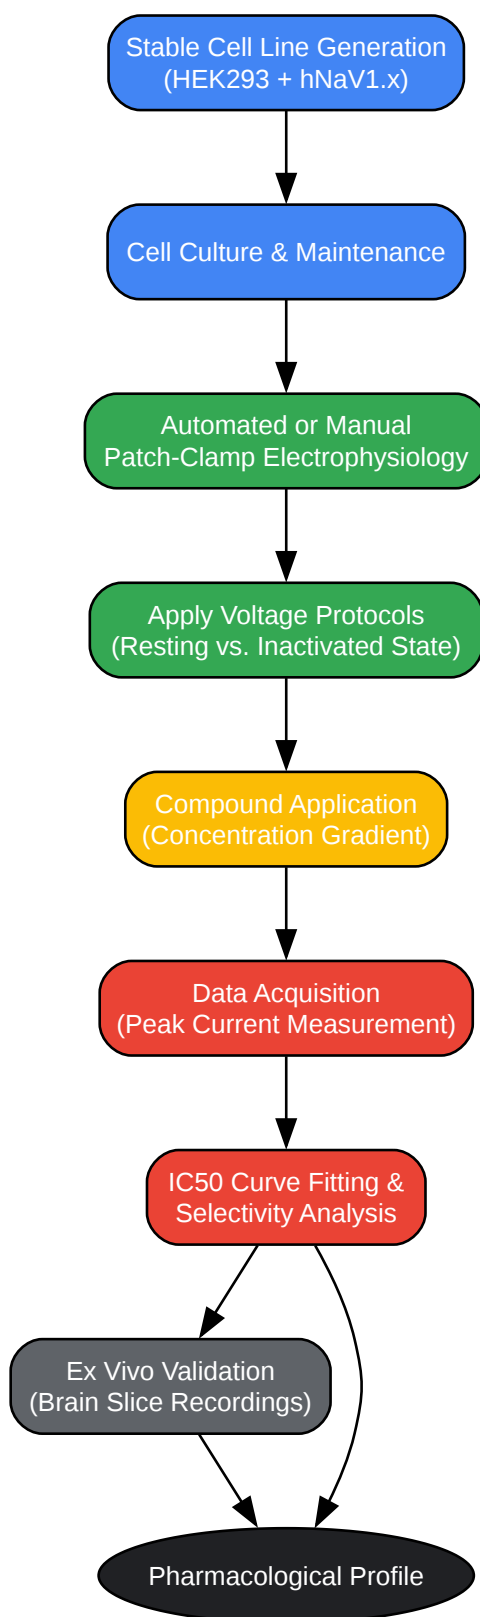 Stable Cell Line Generation
(HEK293 + hNaV1.x)
Cell Culture & Maintenance
Automated or Manual
Patch-Clamp Electrophysiology
Apply Voltage Protocols
(Resting vs. Inactivated State)
Compound Application
(Concentration Gradient)
Data Acquisition
(Peak Current Measurement)
IC50 Curve Fitting &
Selectivity Analysis
Ex Vivo Validation
(Brain Slice Recordings)
Pharmacological Profile